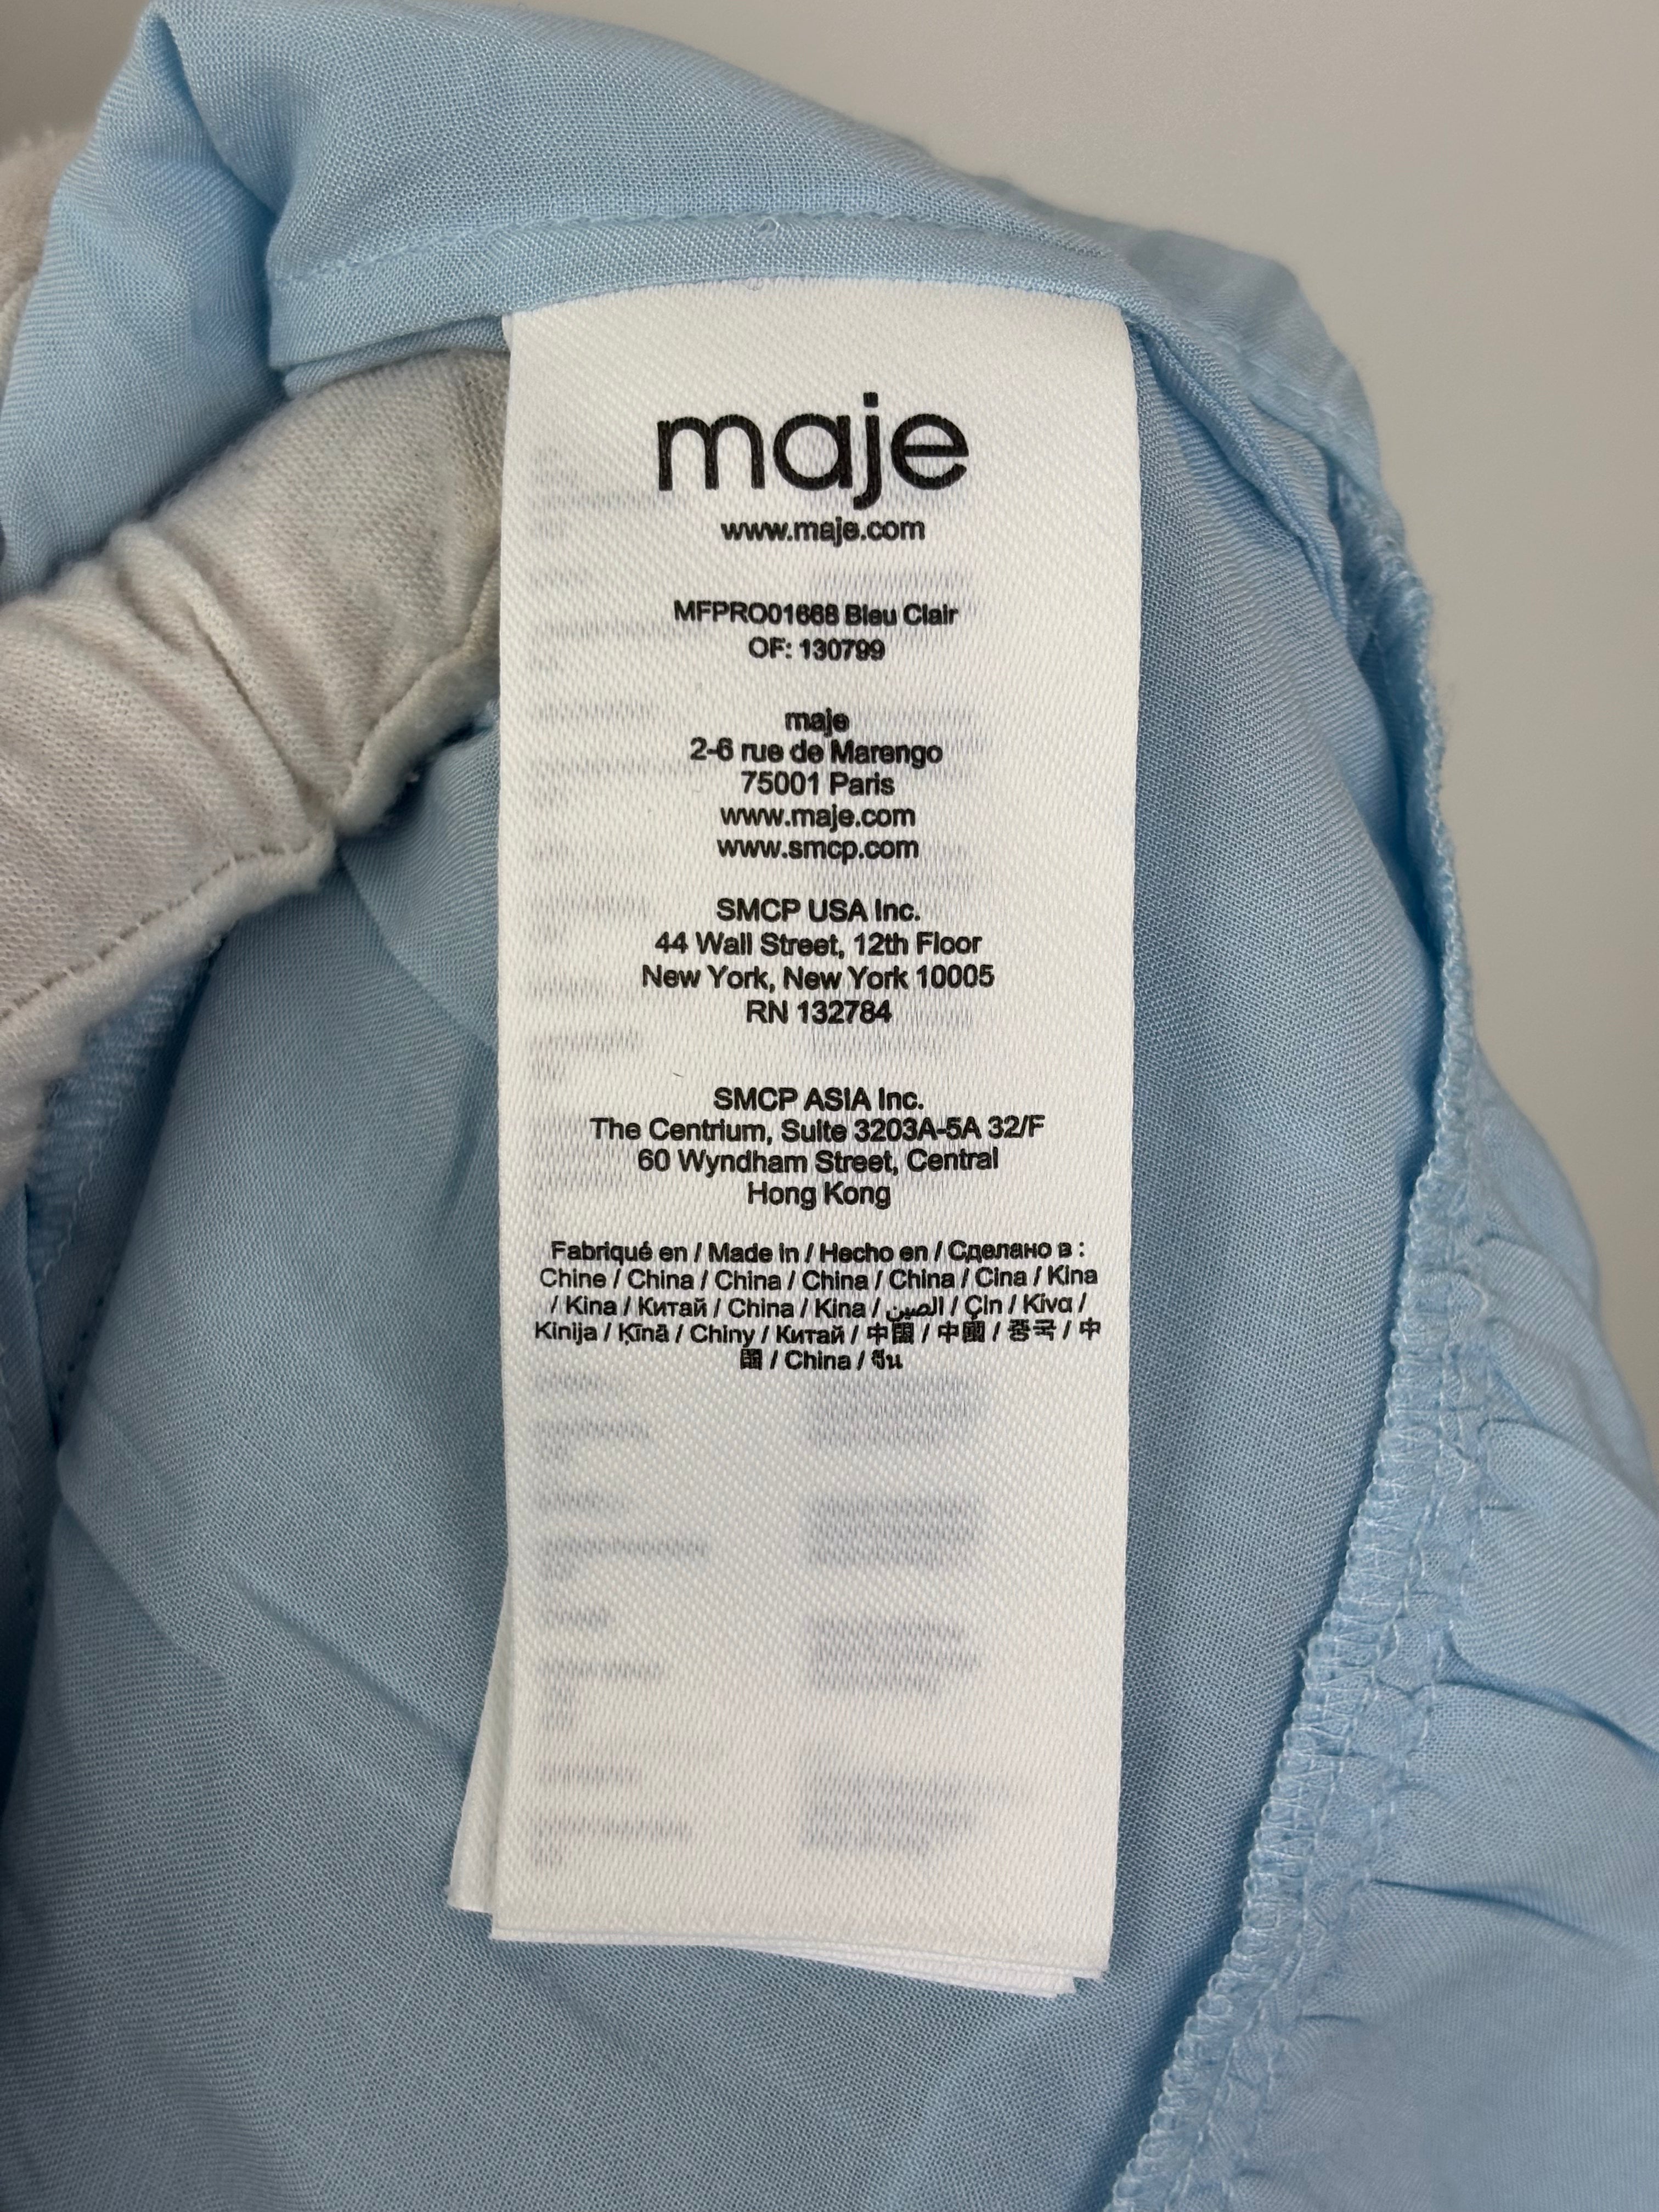 maje
www.maje.com
MFPRO01668 Bleu Clair
OF: 130799
maje
2-6 rue de Marengo
75001 Paris
www.maje.com
www.smcp.com
SMCP USA Inc.
44 Wall Street, 12th Floor
New York, New York 10005
RN 132784
SMCP ASIA Inc.
The Centrium, Suite 3203A-5A 32/F
60 Wyndham Street, Central
Hong Kong
Fabriqué en / Made in / Hecho en / Сделано в :
Chine / China / China / China / China / Cina / Kina
/ Kina / Китай / China / Kina / الصين / Çin / Kiva /
Kinija / Ķīnā / Chiny / Китай / 中國 / 中國 / 중국 / 中
國 / China / จีน